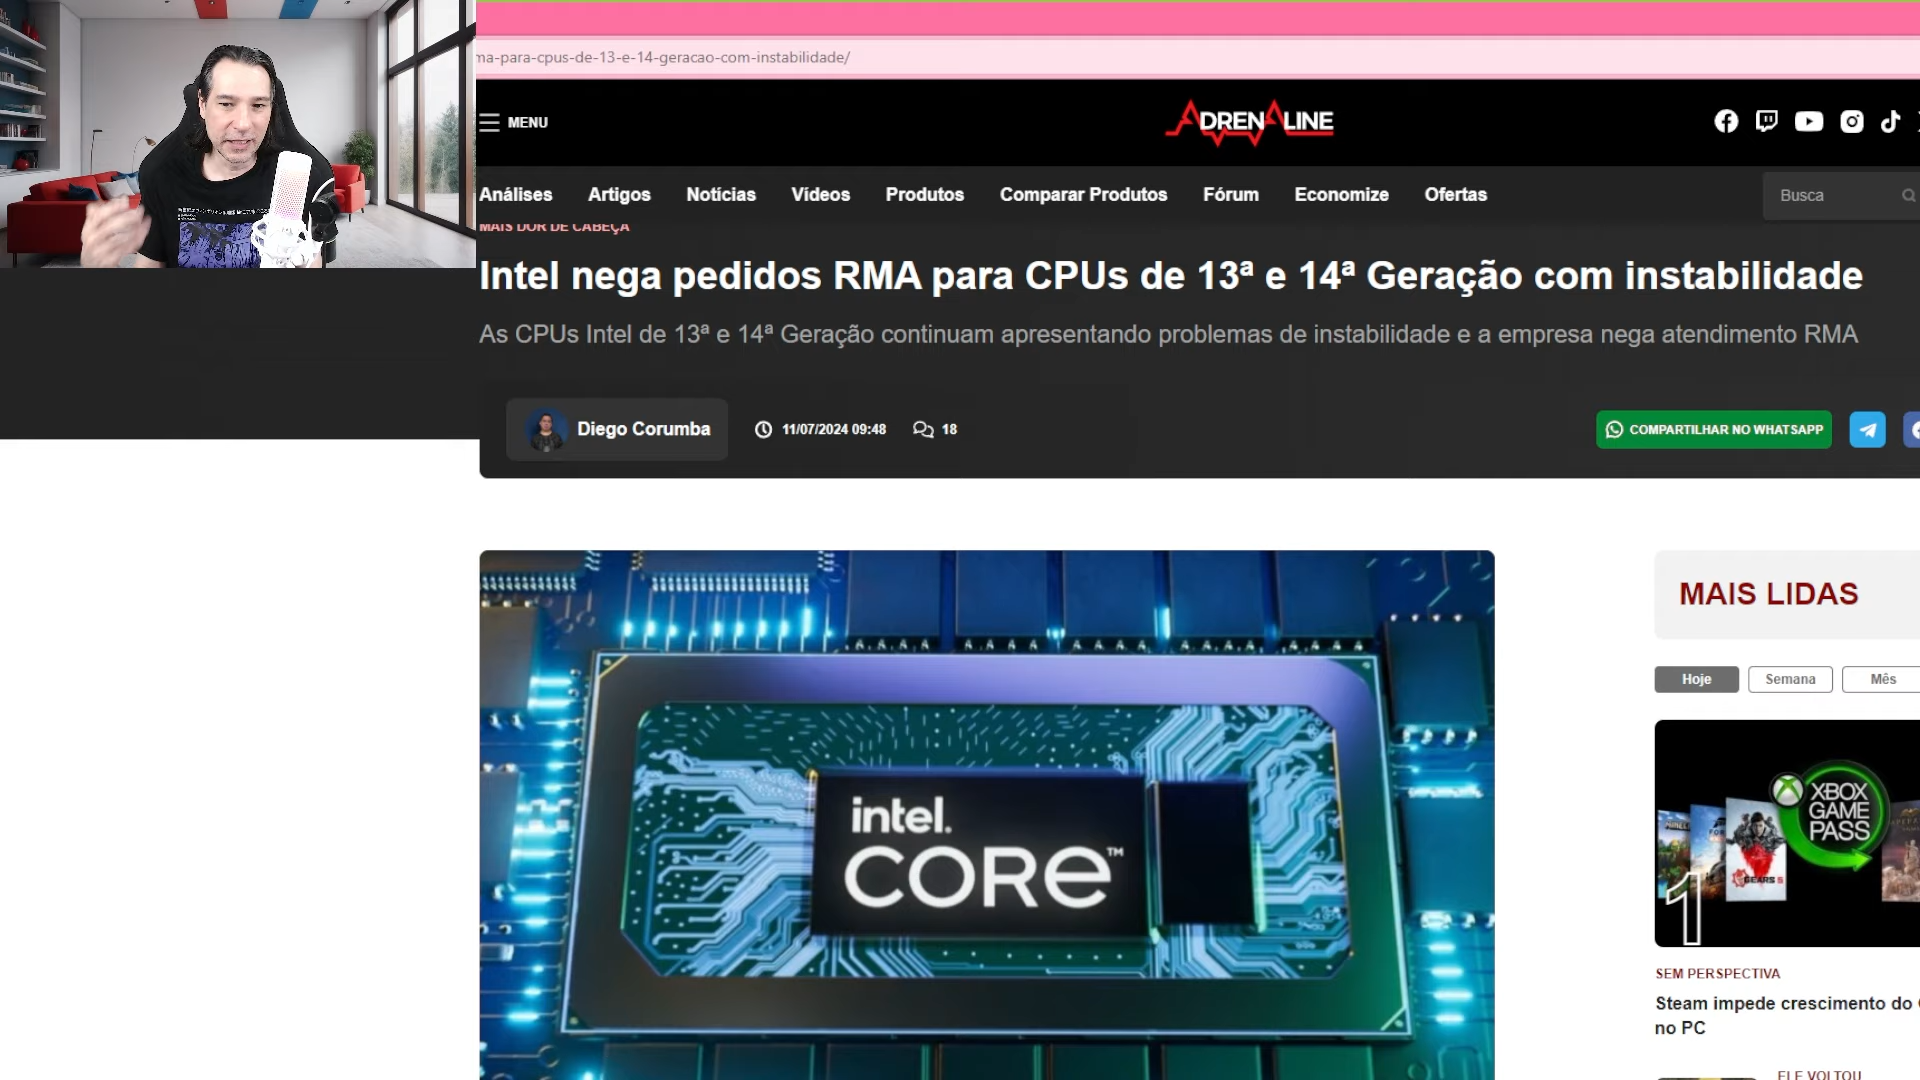 ma-para-cpus-de-13-e-14-geracao-com-instabilidade/
MENU
ADRENALINE
Análises Artigos Notícias Vídeos Produtos Comparar Produtos Fórum Economize Ofertas
Busca
MAIS DOR DE CABEÇA
Intel nega pedidos RMA para CPUs de 13ª e 14ª Geração com instabilidade
As CPUs Intel de 13ª e 14ª Geração continuam apresentando problemas de instabilidade e a empresa nega atendimento RMA
Diego Corumba
11/07/2024 09:48
18
COMPARTILHAR NO WHATSAPP
intel.
CORE™
MAIS LIDAS
Hoje
Semana
Mês
XBOX
GAME
PASS
GEARS 5
1
SEM PERSPECTIVA
Steam impede crescimento do
no PC
ELE VOLTOU